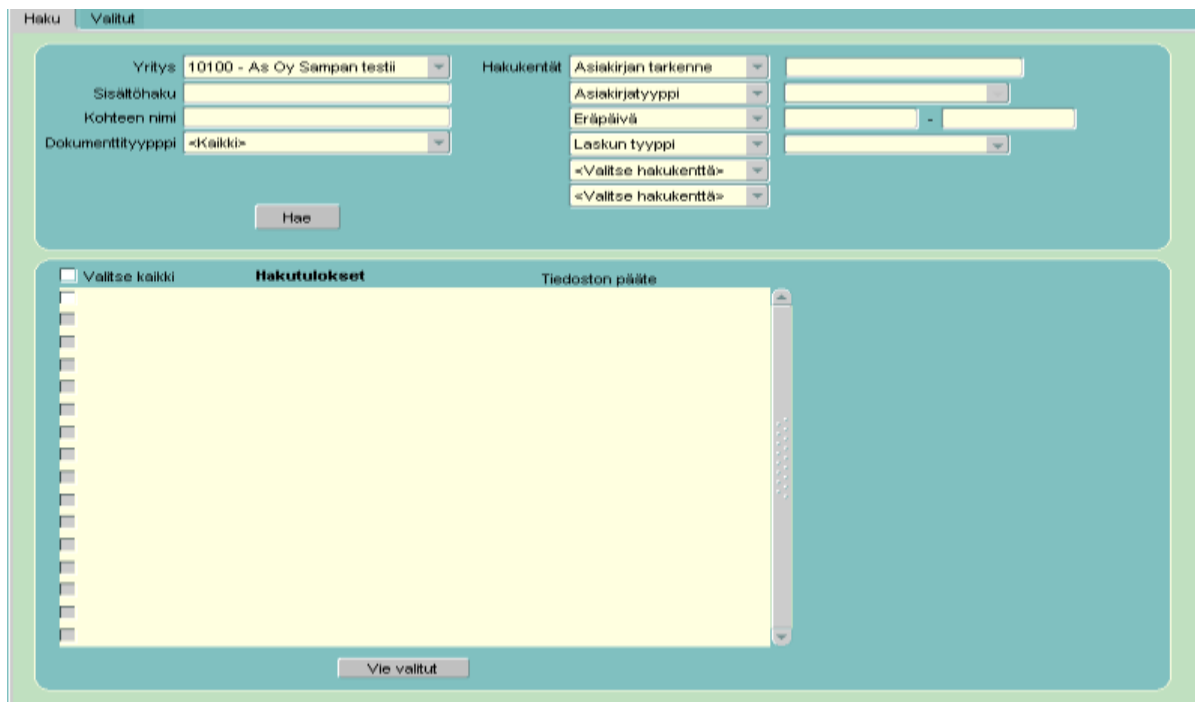 Haku Valitut
Yritys 10100 - As Oy Sampan testii Hakukentät Asiakirjan tarkenne
Sisältöhaku Asiakirjatyyppi
Kohteen nimi Eräpäivä -
Dokumenttityypppi <Kaikki> Laskun tyyppi
<Valitse hakukenttä>
<Valitse hakukenttä>
Hae
Valitse kaikki Hakutulokset Tiedoston pääte
Vie valitut